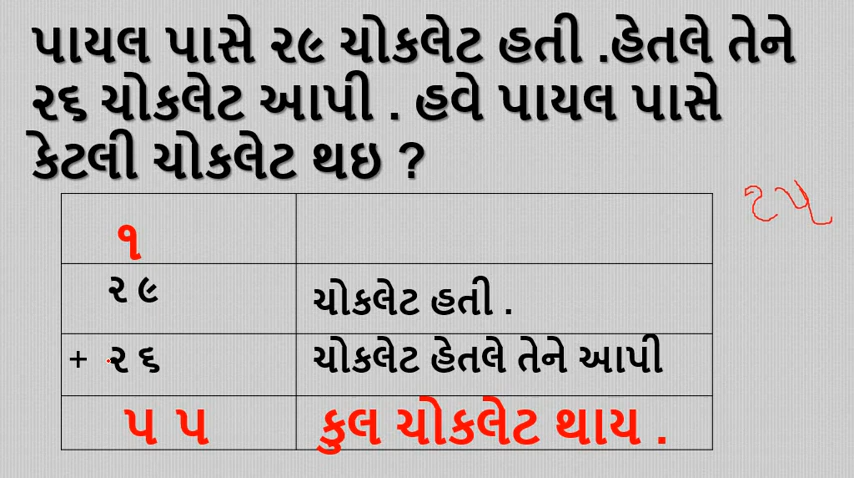 પાયલ પાસે ૨૯ ચોકલેટ હતી .હેતલે તેને
૨૬ ચોકલેટ આપી . હવે પાયલ પાસે
કેટલી ચોકલેટ થઇ ?
૧
૨ ૯ ચોકલેટ હતી .
+ ૨ ૬ ચોકલેટ હેતલે તેને આપી
૫ ૫ કુલ ચોકલેટ થાય .
૨૫